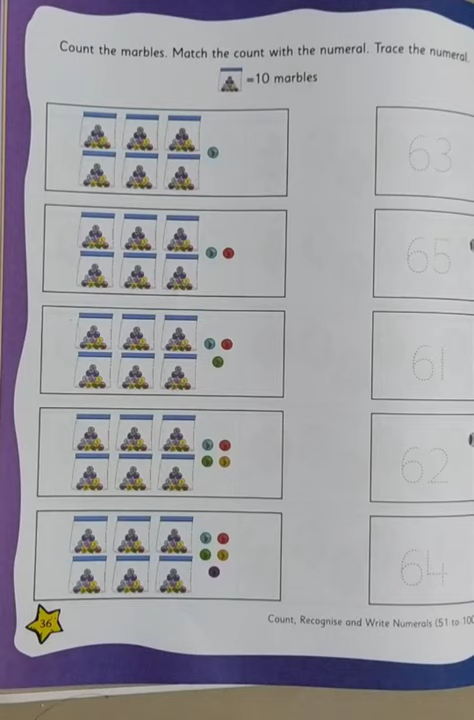 Count the marbles. Match the count with the numeral. Trace the numeral.
=10 marbles
63
65
61
62
64
36
Count, Recognise and Write Numerals (51 to 100